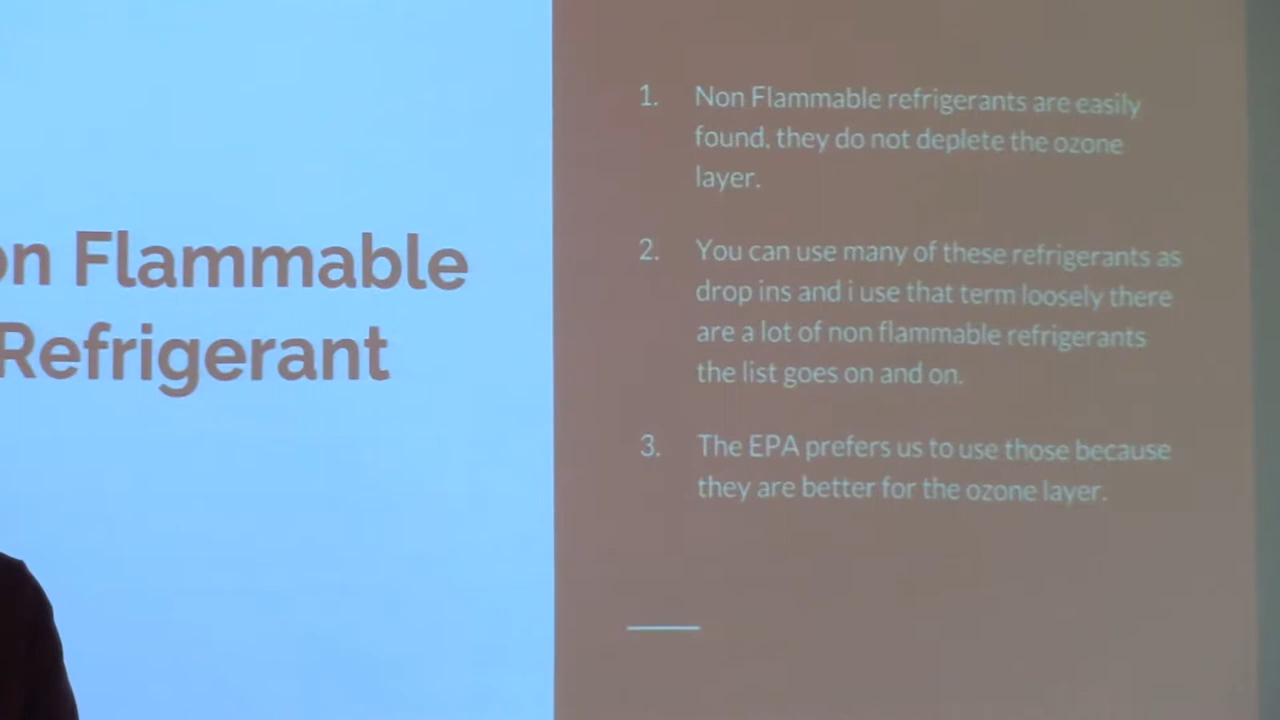 on Flammable
Refrigerant
1. Non Flammable refrigerants are easily
found, they do not deplete the ozone
layer.
2. You can use many of these refrigerants as
drop ins and i use that term loosely there
are a lot of non flammable refrigerants
the list goes on and on.
3. The EPA prefers us to use those because
they are better for the ozone layer.